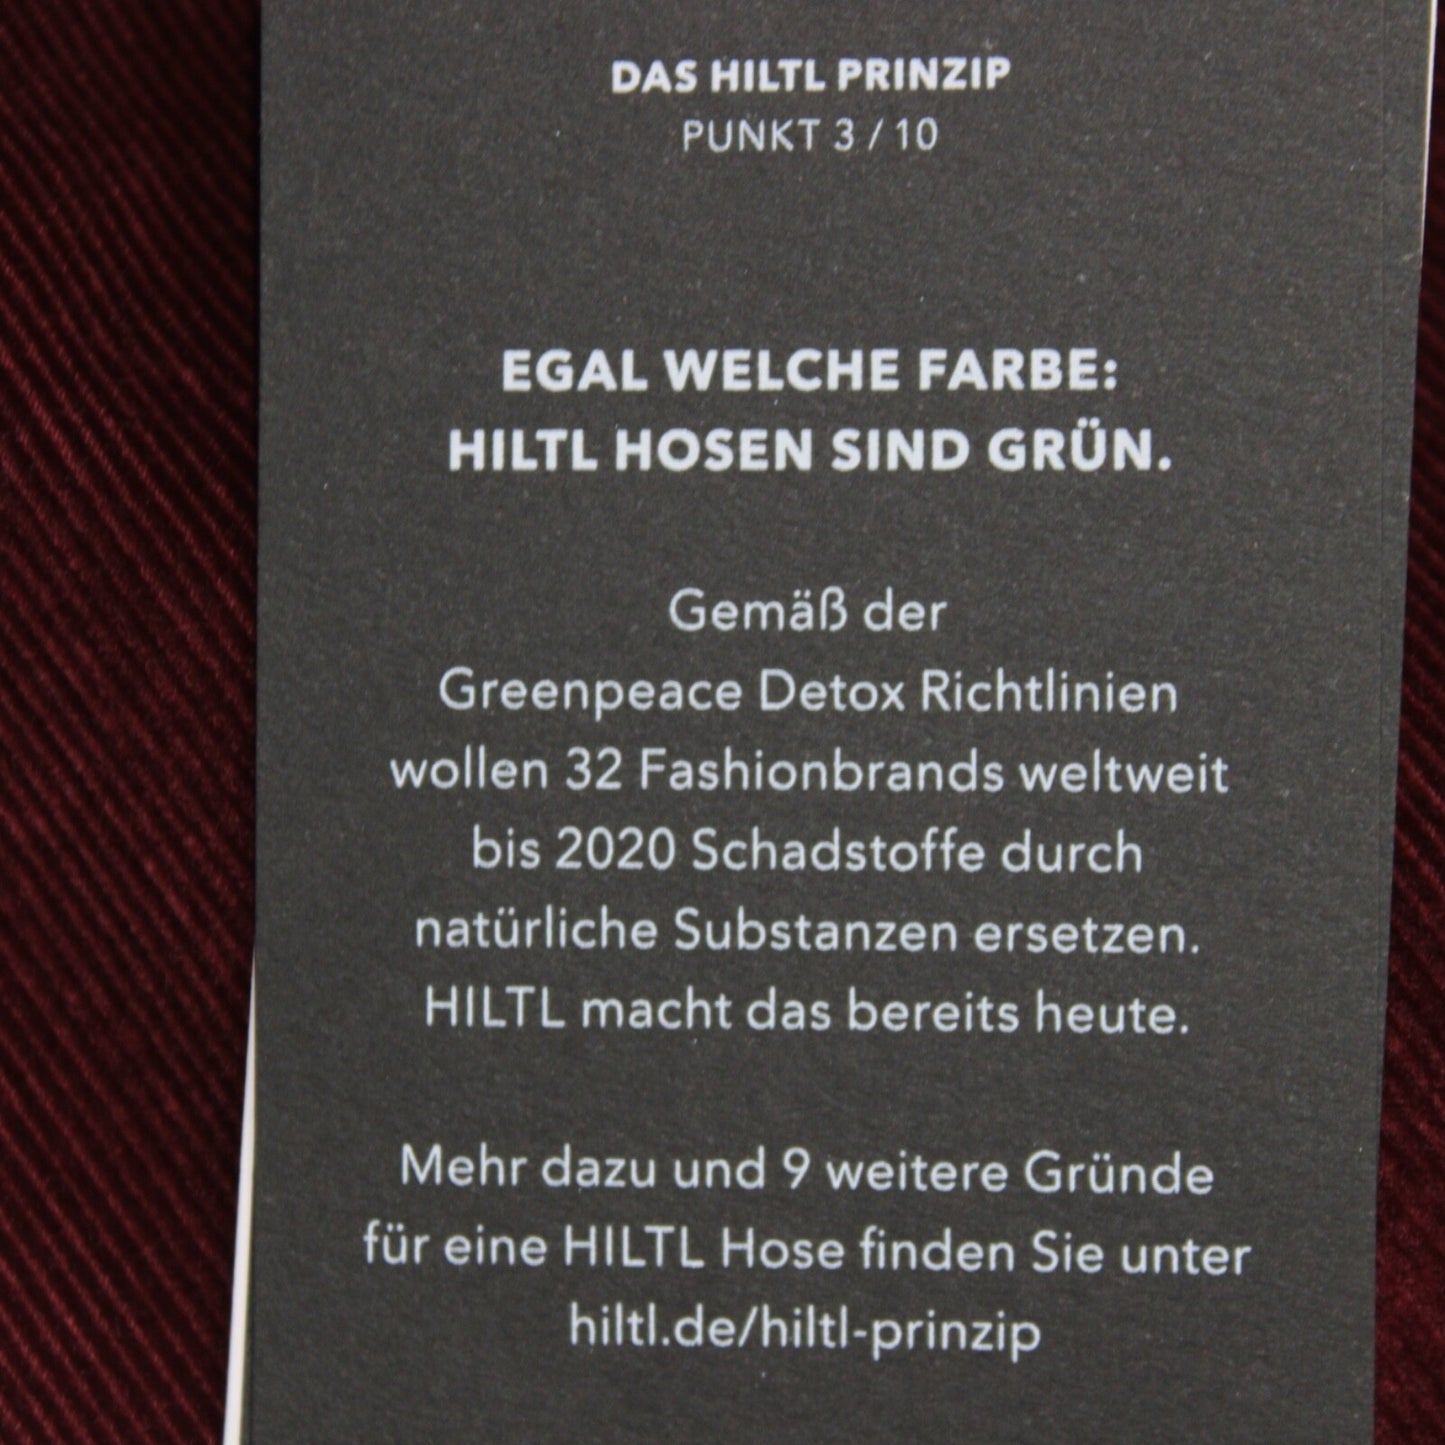 DAS HILTL PRINZIP
PUNKT 3 / 10
EGAL WELCHE FARBE:
HILTL HOSEN SIND GRÜN.
Gemäß der
Greenpeace Detox Richtlinien
wollen 32 Fashionbrands weltweit
bis 2020 Schadstoffe durch
natürliche Substanzen ersetzen.
HILTL macht das bereits heute.
Mehr dazu und 9 weitere Gründe
für eine HILTL Hose finden Sie unter
hiltl.de/hiltl-prinzip